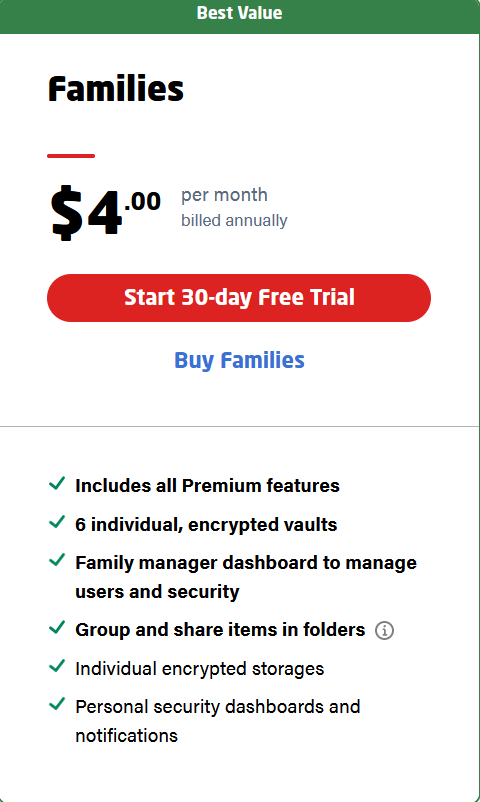 Best Value
Families
$4.00
per month
billed annually
Start 30-day Free Trial
Buy Families
Includes all Premium features
6 individual, encrypted vaults
Family manager dashboard to manage
users and security
Group and share items in folders
Individual encrypted storages
Personal security dashboards and
notifications